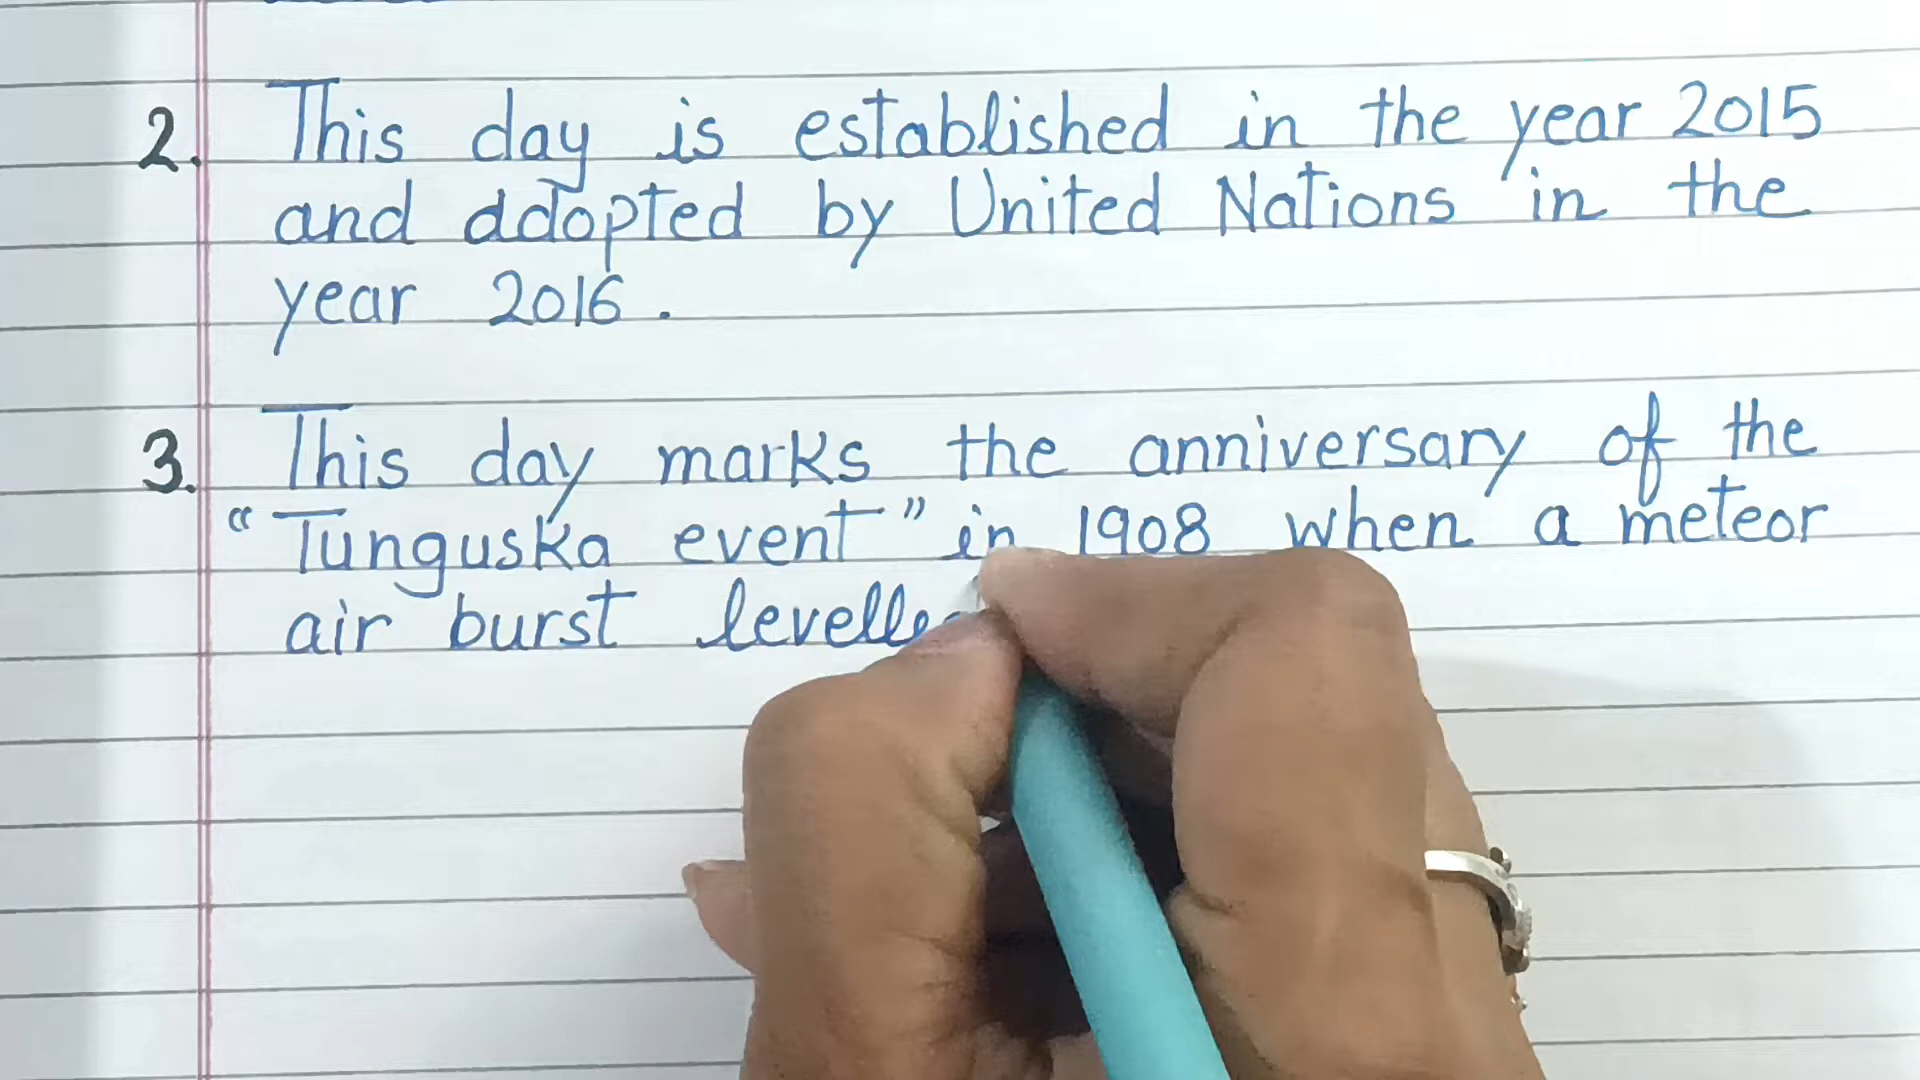 2. This day is established in the year 2015
and adopted by United Nations in the
year 2016.
3. This day marks the anniversary of the
“Tunguska event” in 1908 when a meteor
air burst